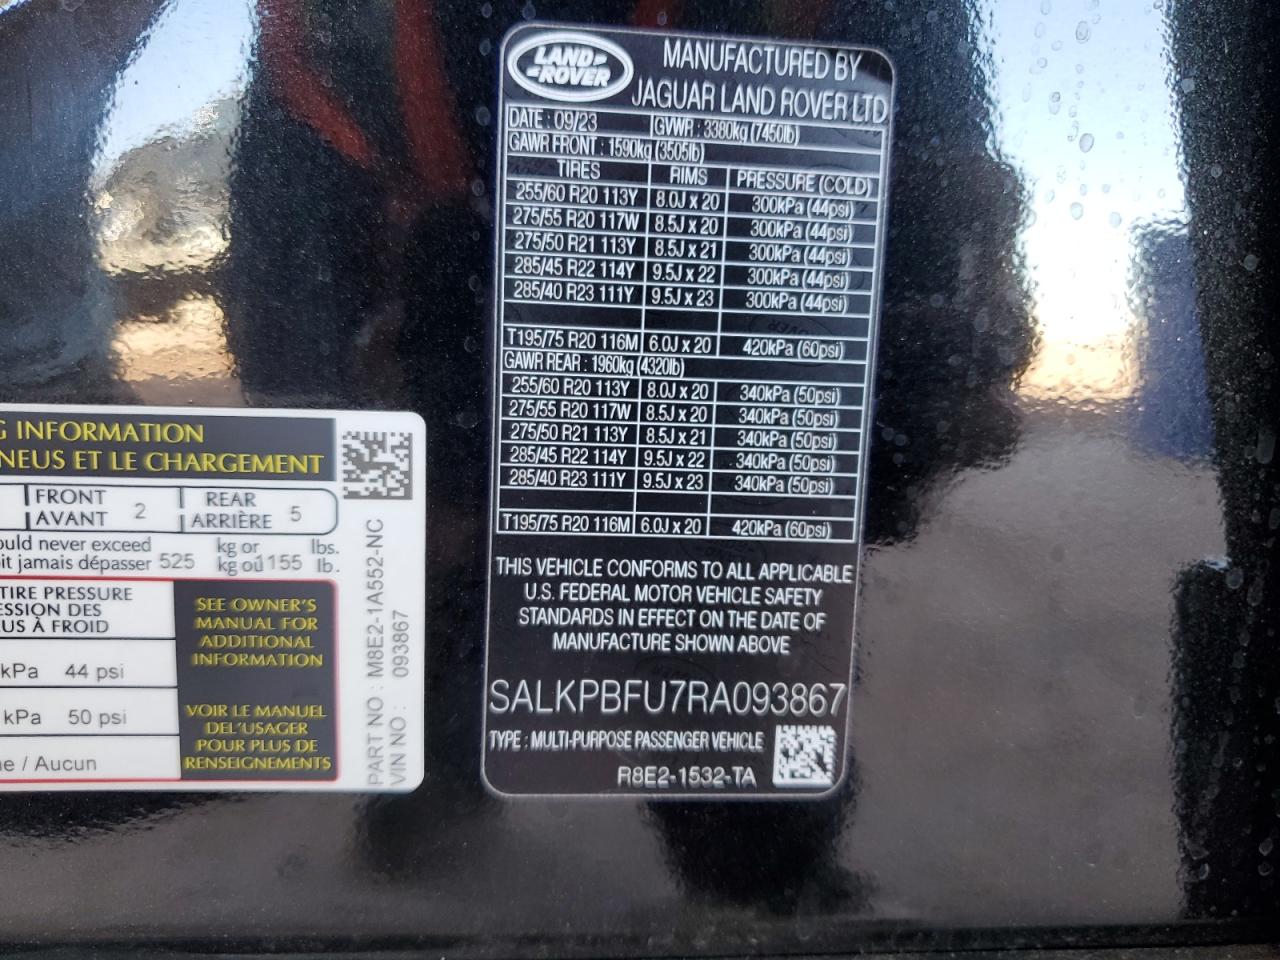 LAND-
-ROVER
MANUFACTURED BY
JAGUAR LAND ROVER LTD
DATE : 09/23 GVWR : 3380kg (7450lb)
GAWR FRONT : 1590kg (3505lb)
TIRES RIMS PRESSURE (COLD)
255/60 R20 113Y 8.0J x 20 300kPa (44psi)
275/55 R20 117W 8.5J x 20 300kPa (44psi)
275/50 R21 113Y 8.5J x 21 300kPa (44psi)
285/45 R22 114Y 9.5J x 22 300kPa (44psi)
285/40 R23 111Y 9.5J x 23 300kPa (44psi)
T195/75 R20 116M 6.0J x 20 420kPa (60psi)
GAWR REAR : 1960kg (4320lb)
255/60 R20 113Y 8.0J x 20 340kPa (50psi)
275/55 R20 117W 8.5J x 20 340kPa (50psi)
275/50 R21 113Y 8.5J x 21 340kPa (50psi)
285/45 R22 114Y 9.5J x 22 340kPa (50psi)
285/40 R23 111Y 9.5J x 23 340kPa (50psi)
T195/75 R20 116M 6.0J x 20 420kPa (60psi)
THIS VEHICLE CONFORMS TO ALL APPLICABLE
U.S. FEDERAL MOTOR VEHICLE SAFETY
STANDARDS IN EFFECT ON THE DATE OF
MANUFACTURE SHOWN ABOVE
SALKPBFU7RA093867
TYPE : MULTI-PURPOSE PASSENGER VEHICLE
R8E2-1532-TA
G INFORMATION
NEUS ET LE CHARGEMENT
FRONT REAR
AVANT 2 ARRIÈRE 5
ould never exceed kg or lbs.
it jamais dépasser 525 kg où 1155 lb.
TIRE PRESSURE
ESSION DES
US À FROID
kPa 44 psi
kPa 50 psi
ne / Aucun
SEE OWNER'S
MANUAL FOR
ADDITIONAL
INFORMATION
VOIR LE MANUEL
DEL'USAGER
POUR PLUS DE
RENSEIGNEMENTS
PART NO : M8E2-1A552-NC
VIN NO : 093867